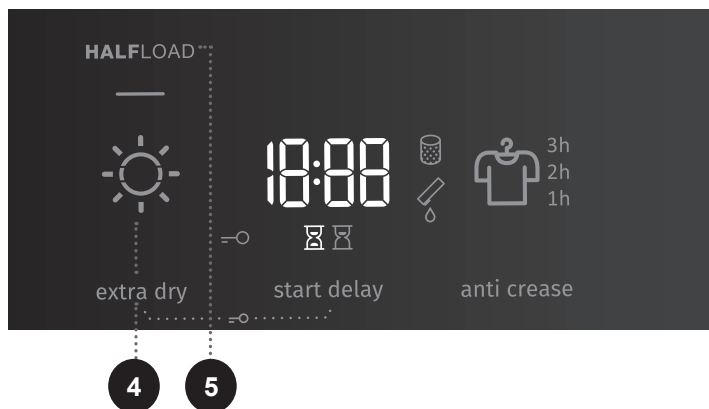 HALFLOAD
18:88
3h
2h
1h
extra dry
start delay
anti crease
4
5